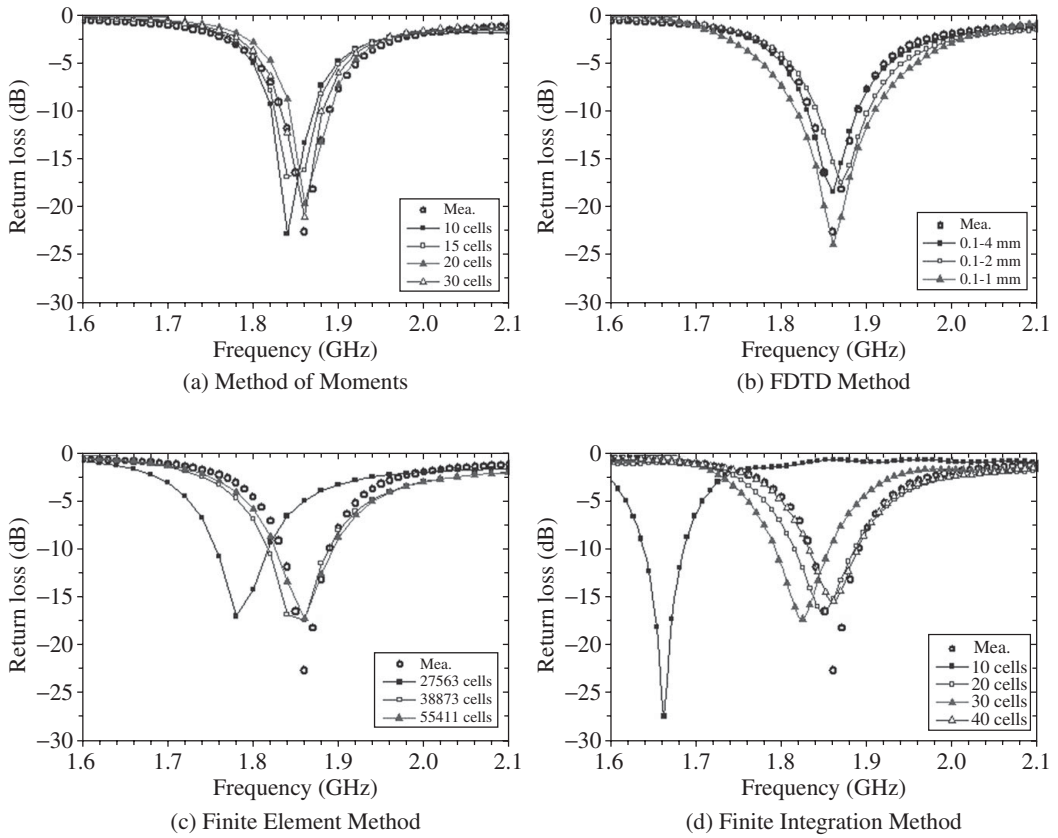 0
−5
−10
−15
−20
−25
−30
Return loss (dB)
Mea.
10 cells
15 cells
20 cells
30 cells
1.6 1.7 1.8 1.9 2.0 2.1
Frequency (GHz)
(a) Method of Moments
0
−5
−10
−15
−20
−25
−30
Return loss (dB)
Mea.
0.1-4 mm
0.1-2 mm
0.1-1 mm
1.6 1.7 1.8 1.9 2.0 2.1
Frequency (GHz)
(b) FDTD Method
0
−5
−10
−15
−20
−25
−30
Return loss (dB)
Mea.
27563 cells
38873 cells
55411 cells
1.6 1.7 1.8 1.9 2.0 2.1
Frequency (GHz)
(c) Finite Element Method
0
−5
−10
−15
−20
−25
−30
Return loss (dB)
Mea.
10 cells
20 cells
30 cells
40 cells
1.6 1.7 1.8 1.9 2.0 2.1
Frequency (GHz)
(d) Finite Integration Method